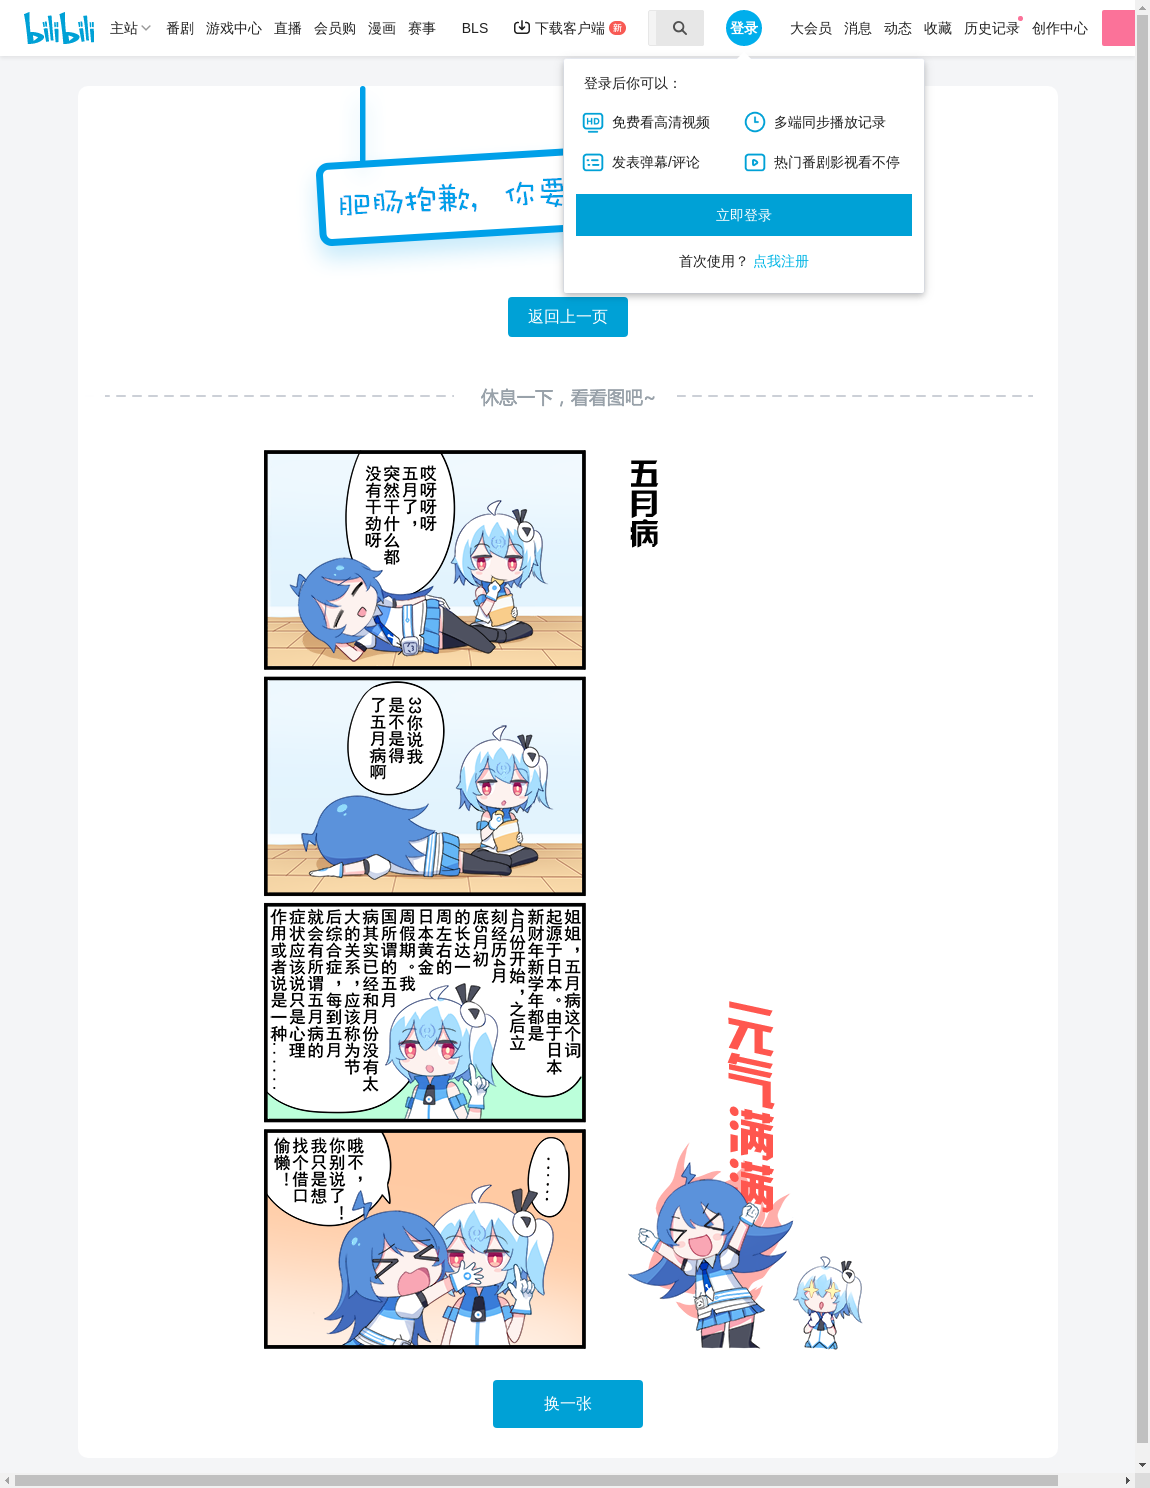 bilibili
主站 番剧 游戏中心 直播 会员购 漫画 赛事 BLS 下载客户端 新 登录 大会员 消息 动态 收藏 历史记录 创作中心
登录后你可以：
HD 免费看高清视频 多端同步播放记录
发表弹幕/评论 热门番剧影视看不停
立即登录
首次使用？ 点我注册
肥肠抱歉，你要
返回上一页
休息一下，看看图吧~
五月病
哎呀呀呀
五月了，
突然干什么都
没有干劲呀
33你说我
是不是得
了五月病啊
姐姐，五月病这个词
起源于日本。由于日本
新财年新学年都是
4月份开始，之后立
刻经历4月
底5月初
的长达一
周左右的
日本黄金
周假期。我
国所谓的五月
病其实已经和月份没有太
大的关系，应该称为节
后综合症，每到五月
就会有所谓五月病的
症状应该说只是心理
作用或者说是一种……
哦不，
你别说了！
我只是想
找个借口
偷懒！
……
元气满满
换一张